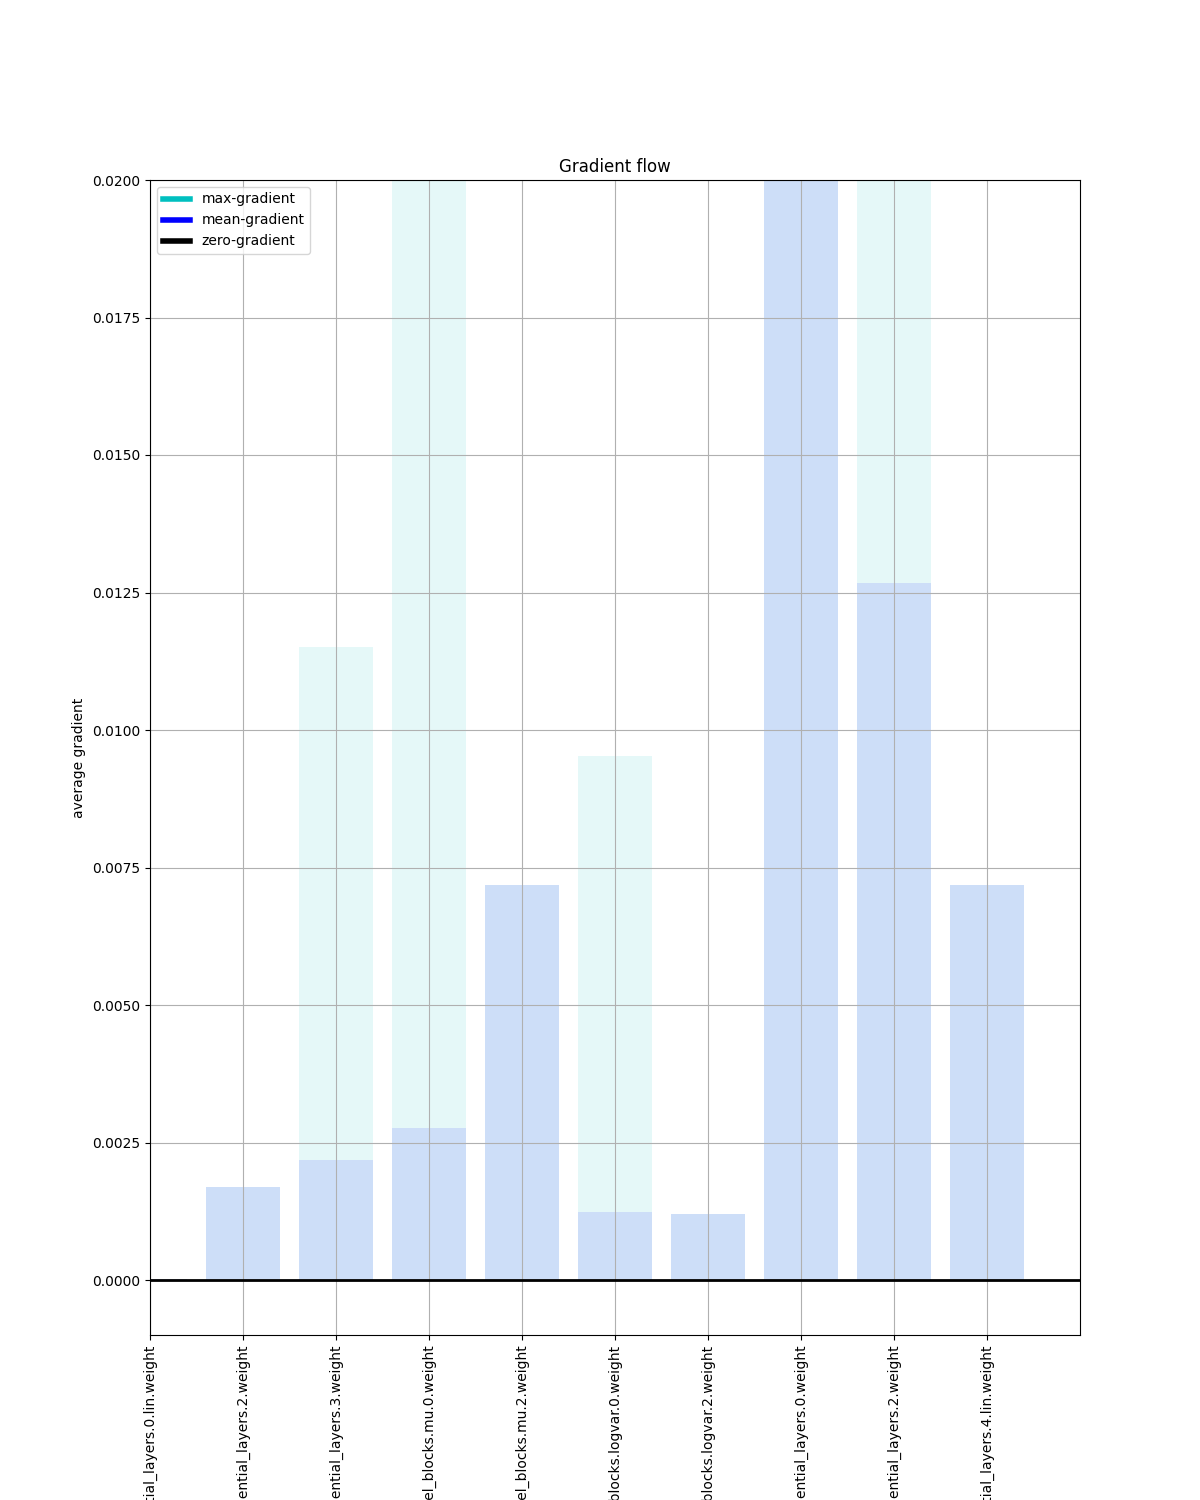 Gradient flow
max-gradient
mean-gradient
zero-gradient
0.0200
0.0175
0.0150
0.0125
0.0100
0.0075
0.0050
0.0025
0.0000
average gradient
tial_layers.0.lin.weight
ential_layers.2.weight
ential_layers.3.weight
el_blocks.mu.0.weight
el_blocks.mu.2.weight
blocks.logvar.0.weight
blocks.logvar.2.weight
ential_layers.0.weight
ential_layers.2.weight
tial_layers.4.lin.weight